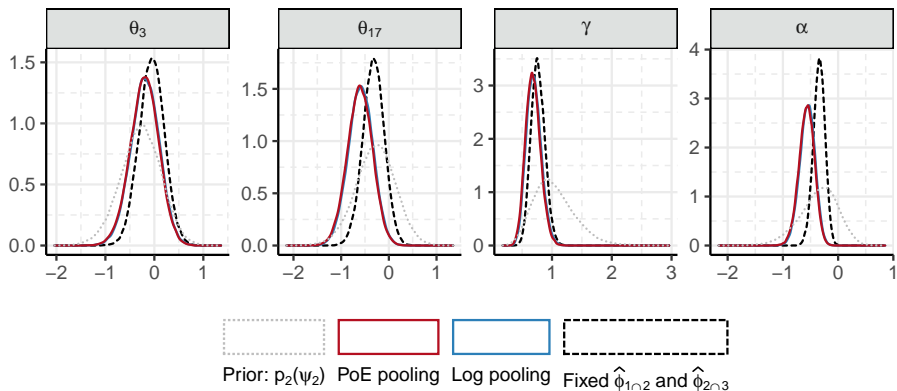 θ₃ θ₁₇ γ α
1.5 1.0 0.5 0.0
1.5 1.0 0.5 0.0
3 2 1 0
4 3 2 1 0
−2 −1 0 1
−2 −1 0 1
0 1 2 3
−2 −1 0 1
Prior: p₂(ψ₂) PoE pooling Log pooling Fixed ϕ̂₁∩₂ and ϕ̂₂∩₃